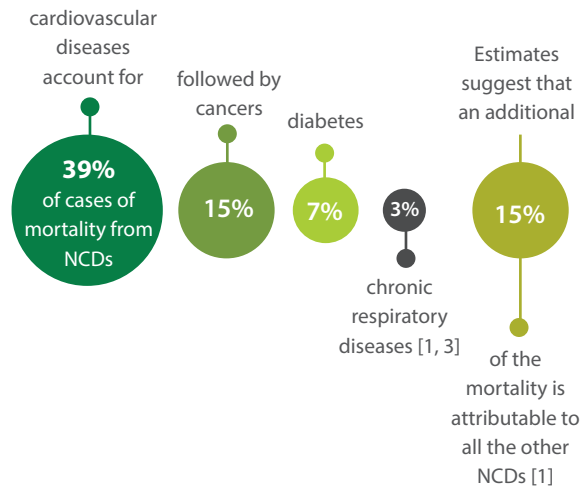 cardiovascular
diseases
account for
39%
of cases of
mortality from
NCDs
followed by
cancers
15%
diabetes
7%
3%
chronic
respiratory
diseases [1, 3]
Estimates
suggest that
an additional
15%
of the
mortality is
attributable to
all the other
NCDs [1]